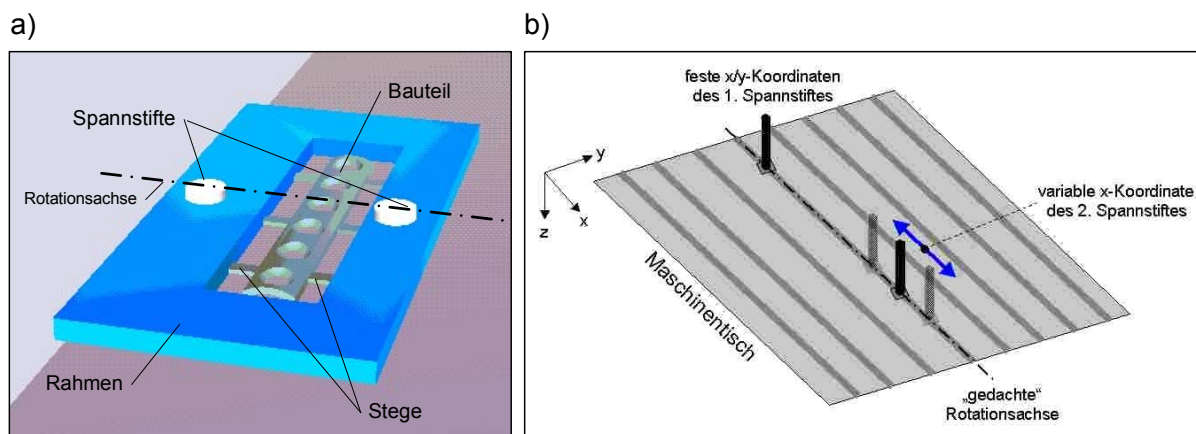 a)
Bauteil
Spannstifte
Rotationsachse
Rahmen
Stege
b)
feste x/y-Koordinaten
des 1. Spannstiftes
y
x
z
variable x-Koordinate
des 2. Spannstiftes
Maschinentisch
„gedachte“
Rotationsachse